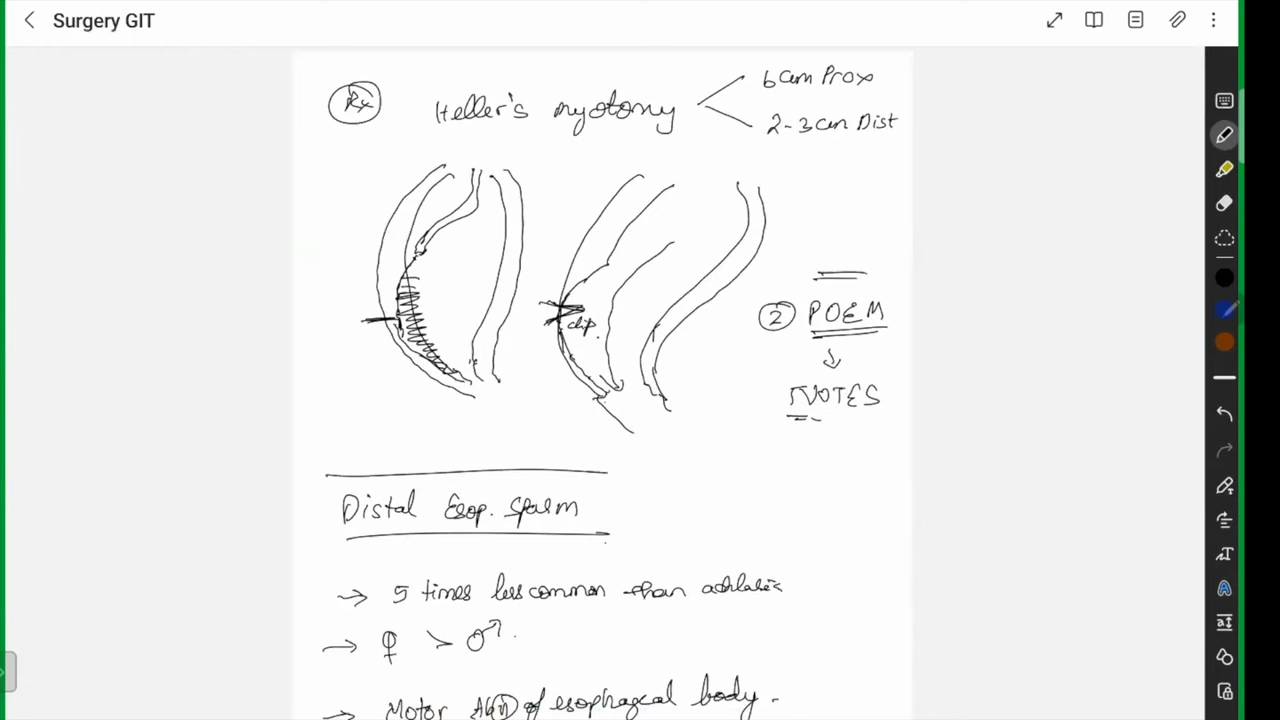 Surgery GIT
Rx Heller's myotomy 6cm Prox
2-3cm Dist
clip.
2 POEM
NOTES
Distal Esop. Spasm
→ 5 times less common than achlasia
→ ♀ > ♂.
→ Motor of esophageal body.